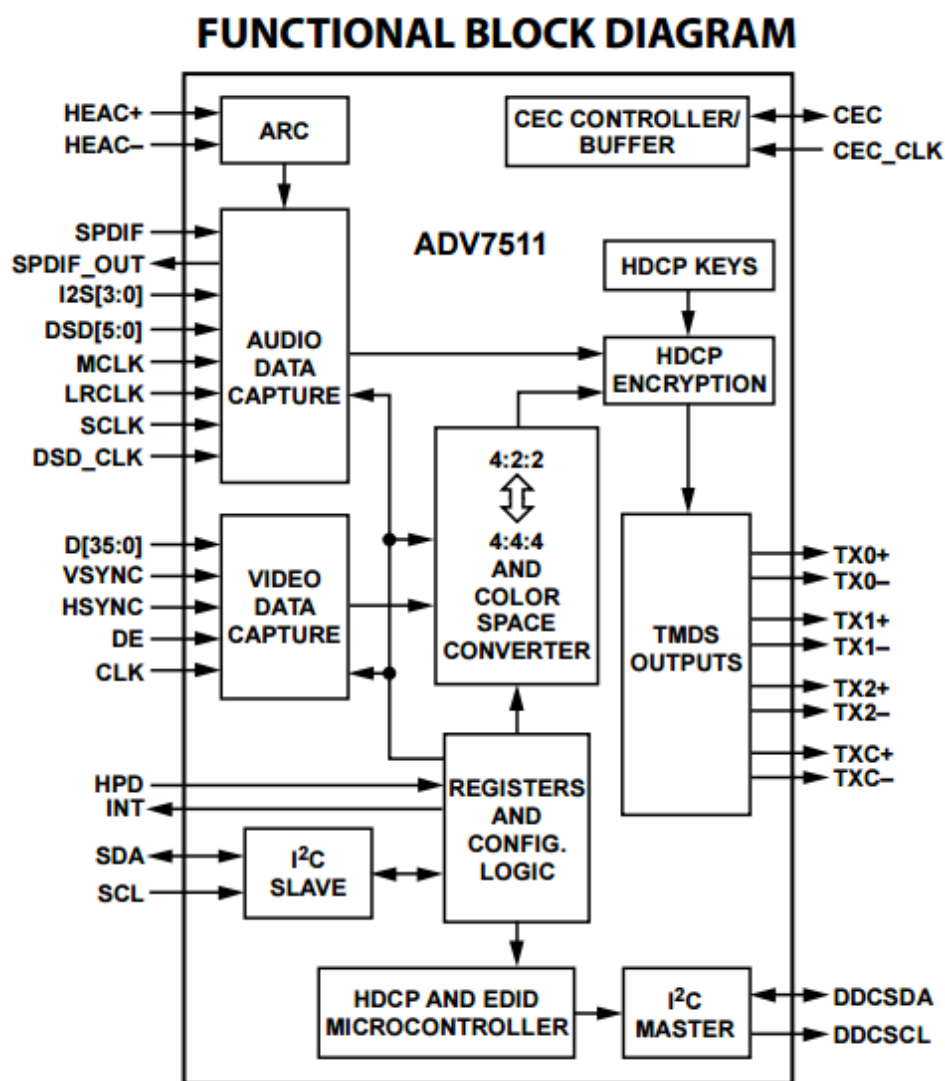 FUNCTIONAL BLOCK DIAGRAM
HEAC+
HEAC–
ARC
CEC CONTROLLER/
BUFFER
CEC
CEC_CLK
ADV7511
SPDIF
SPDIF_OUT
I2S[3:0]
DSD[5:0]
MCLK
LRCLK
SCLK
DSD_CLK
AUDIO
DATA
CAPTURE
HDCP KEYS
HDCP
ENCRYPTION
4:2:2
4:4:4
AND
COLOR
SPACE
CONVERTER
D[35:0]
VSYNC
HSYNC
DE
CLK
VIDEO
DATA
CAPTURE
TMDS
OUTPUTS
TX0+
TX0–
TX1+
TX1–
TX2+
TX2–
TXC+
TXC–
HPD
INT
REGISTERS
AND
CONFIG.
LOGIC
SDA
SCL
I²C
SLAVE
HDCP AND EDID
MICROCONTROLLER
I²C
MASTER
DDCSDA
DDCSCL